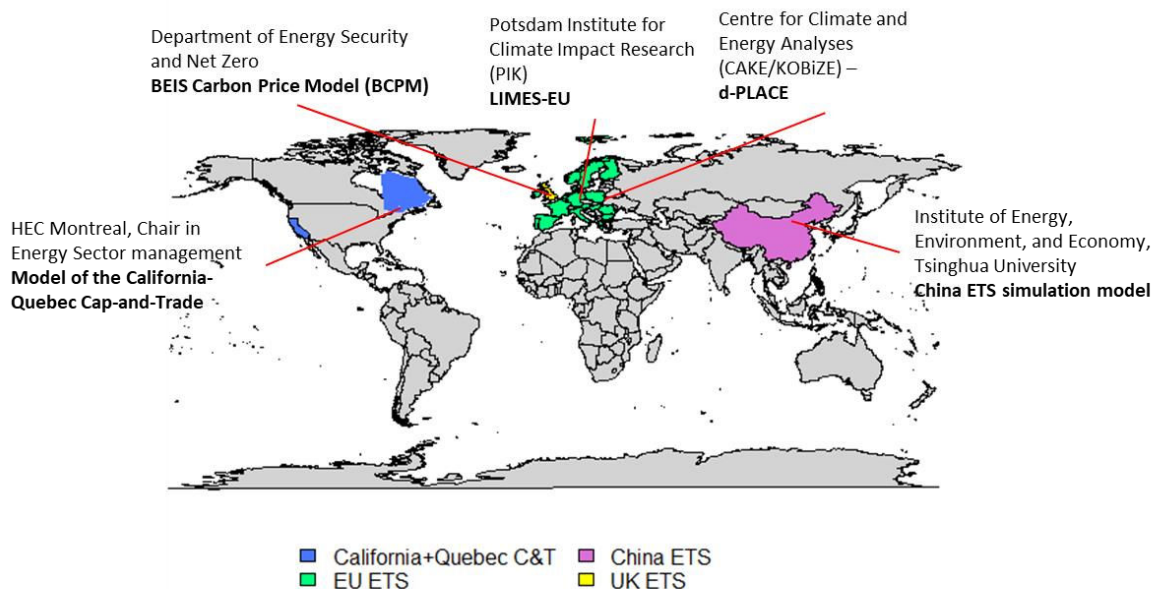 Department of Energy Security
and Net Zero
BEIS Carbon Price Model (BCPM)
Potsdam Institute for
Climate Impact Research
(PIK)
LIMES-EU
Centre for Climate and
Energy Analyses
(CAKE/KOBiZE) –
d-PLACE
HEC Montreal, Chair in
Energy Sector management
Model of the California-
Quebec Cap-and-Trade
Institute of Energy,
Environment, and Economy,
Tsinghua University
China ETS simulation model
California+Quebec C&T
EU ETS
China ETS
UK ETS